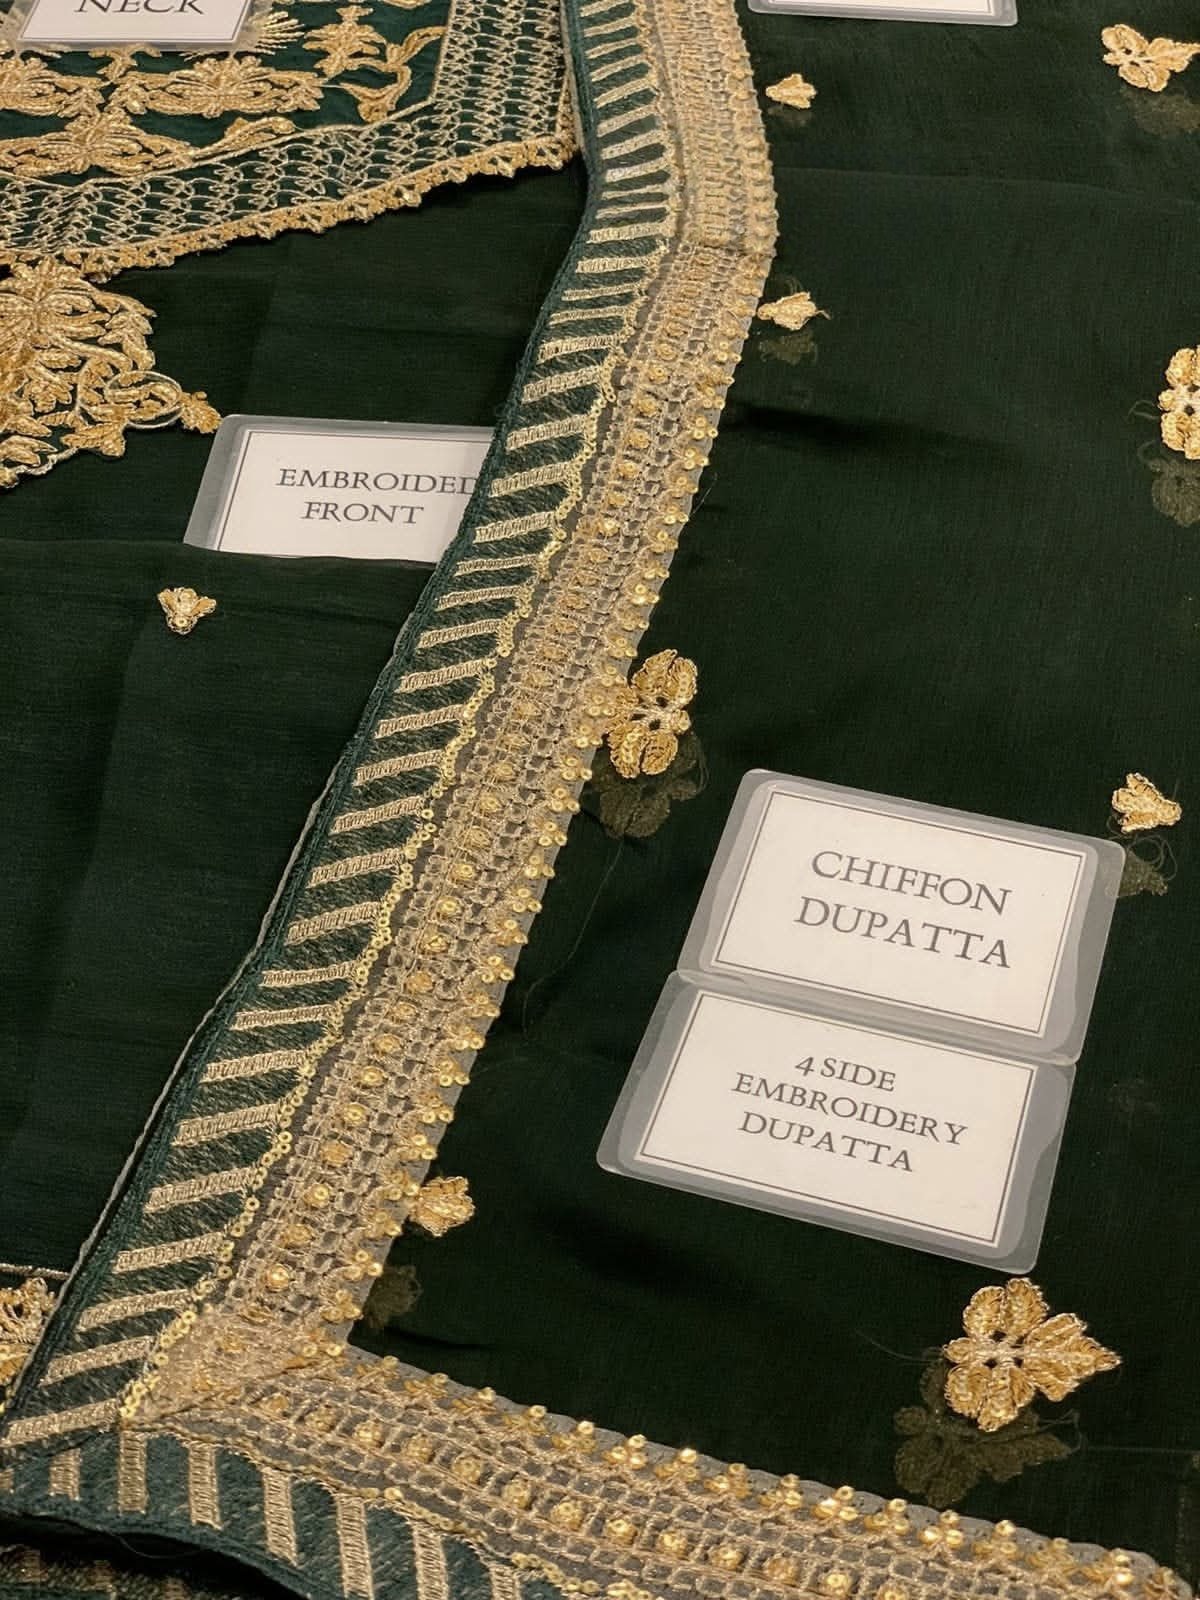 NECK
EMBROIDED
FRONT
CHIFFON
DUPATTA
4 SIDE
EMBROIDERY
DUPATTA